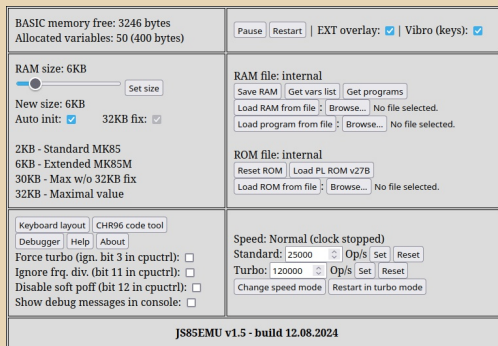 BASIC memory free: 3246 bytes
Allocated variables: 50 (400 bytes)
Pause Restart | EXT overlay: | Vibro (keys):
RAM size: 6KB
Set size
New size: 6KB
Auto init: 32KB fix:
2KB - Standard MK85
6KB - Extended MK85M
30KB - Max w/o 32KB fix
32KB - Maximal value
RAM file: internal
Save RAM Get vars list Get programs
Load RAM from file : Browse... No file selected.
Load program from file : Browse... No file selected.
ROM file: internal
Reset ROM Load PL ROM v27B
Load ROM from file : Browse... No file selected.
Keyboard layout CHR96 code tool
Debugger Help About
Force turbo (ign. bit 3 in cpuctrl):
Ignore frq. div. (bit 11 in cpuctrl):
Disable soft poff (bit 12 in cpuctrl):
Show debug messages in console:
Speed: Normal (clock stopped)
Standard: 25000 Op/s Set Reset
Turbo: 120000 Op/s Set Reset
Change speed mode Restart in turbo mode
JS85EMU v1.5 - build 12.08.2024